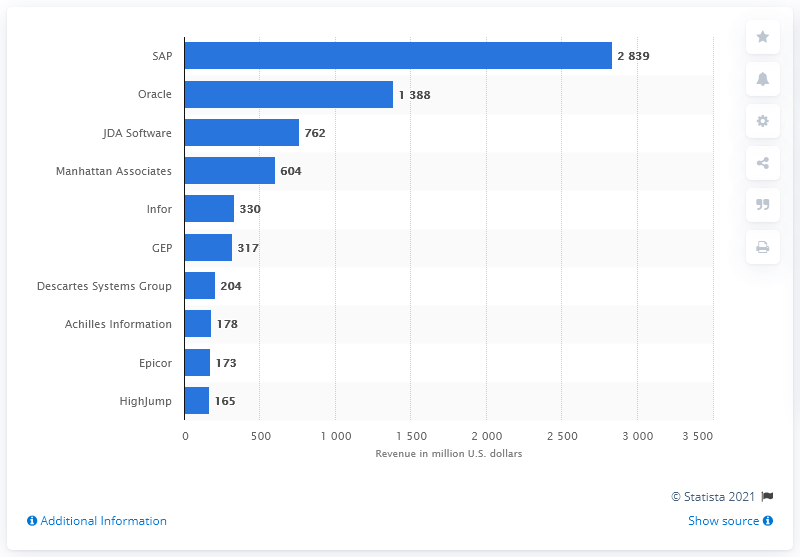 SAP 2 839
Oracle 1 388
JDA Software 762
Manhattan Associates 604
Infor 330
GEP 317
Descartes Systems Group 204
Achilles Information 178
Epicor 173
HighJump 165
0 500 1 000 1 500 2 000 2 500 3 000 3 500
Revenue in million U.S. dollars
© Statista 2021
Additional Information Show source